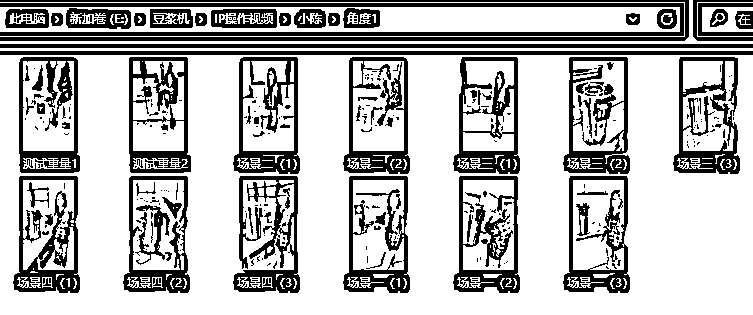 此电脑 > 新加卷 (E:) > 豆浆机 > IP操作视频 > 小陈 > 角度1
在
测试重量1 测试重量2 场景二 (1) 场景二 (2) 场景三 (1) 场景三 (2) 场景三 (3)
场景四 (1) 场景四 (2) 场景四 (3) 场景一 (1) 场景一 (2) 场景一 (3)